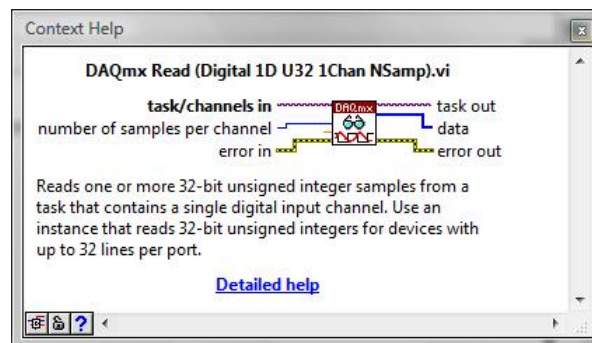 Context Help
x
DAQmx Read (Digital 1D U32 1Chan NSamp).vi
task/channels in
DAQmx
task out
number of samples per channel
data
error in
error out
Reads one or more 32-bit unsigned integer samples from a
task that contains a single digital input channel. Use an
instance that reads 32-bit unsigned integers for devices with
up to 32 lines per port.
Detailed help
?